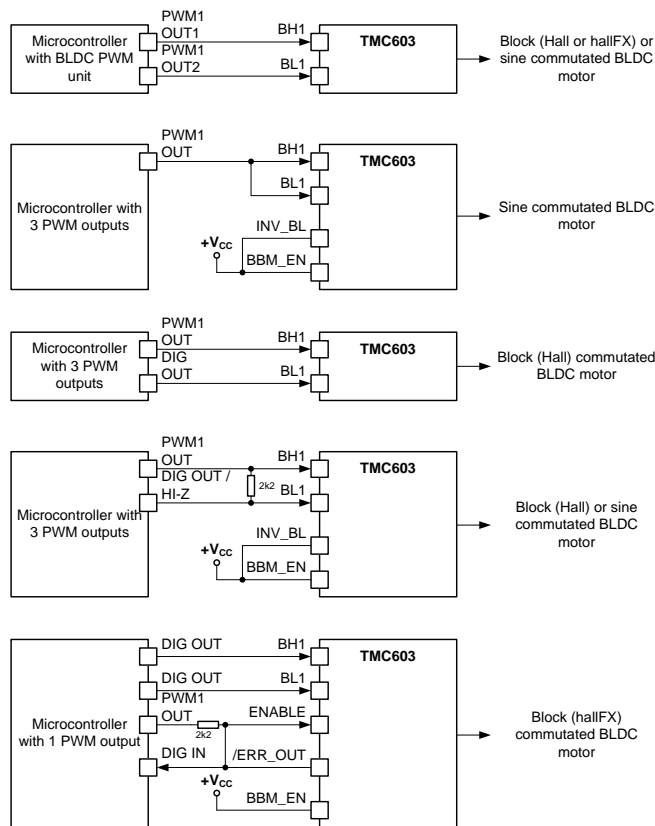 PWM1
OUT1
PWM1
OUT2
Microcontroller
with BLDC PWM
unit
BH1
BL1
TMC603
Block (Hall or hallFX) or
sine commutated BLDC
motor
PWM1
OUT
Microcontroller with
3 PWM outputs
BH1
BL1
INV_BL
+VCC
BBM_EN
TMC603
Sine commutated BLDC
motor
PWM1
OUT
DIG
OUT
Microcontroller
with 3 PWM
outputs
BH1
BL1
TMC603
Block (Hall) commutated
BLDC motor
PWM1
OUT
DIG OUT /
HI-Z
Microcontroller with
3 PWM outputs
2k2
BH1
BL1
INV_BL
+VCC
BBM_EN
TMC603
Block (Hall) or sine
commutated BLDC
motor
DIG OUT
DIG OUT
PWM1
OUT
2k2
DIG IN
Microcontroller
with 1 PWM output
BH1
BL1
ENABLE
/ERR_OUT
+VCC
BBM_EN
TMC603
Block (hallFX)
commutated BLDC
motor